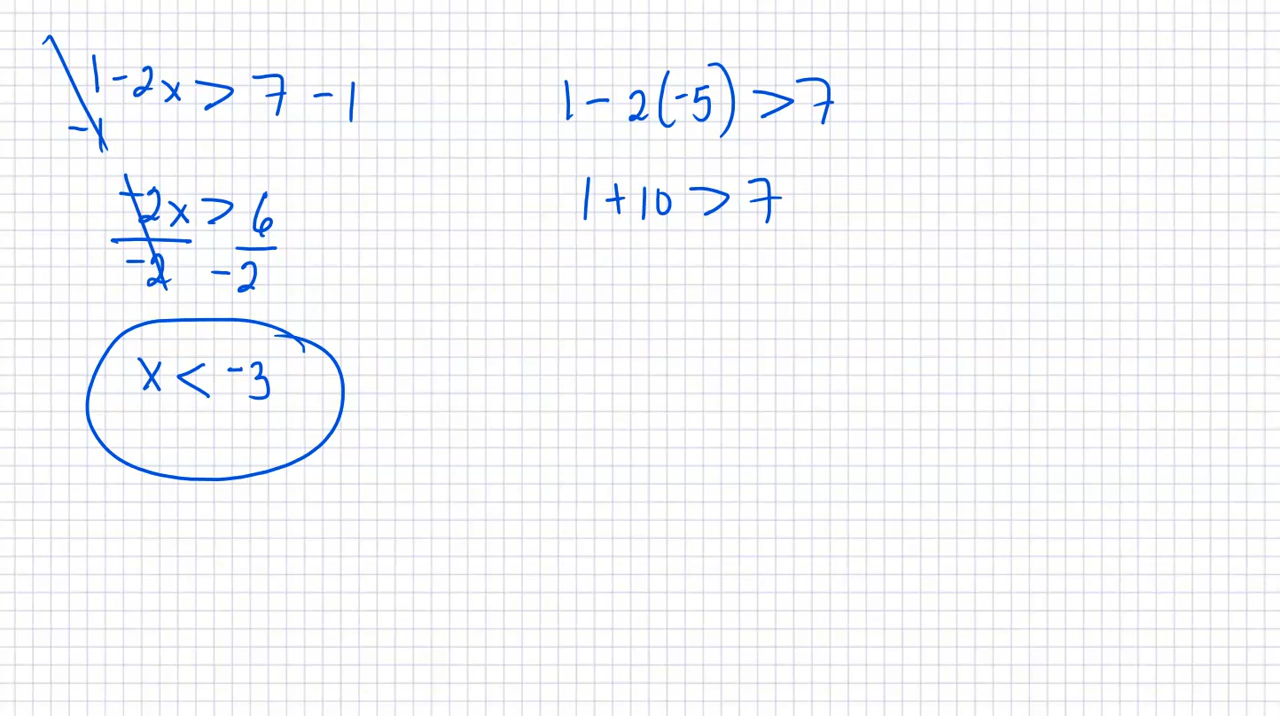 1 - 2x > 7 - 1
-1
-2x > 6
-2 -2
x < -3
1 - 2(-5) > 7
1 + 10 > 7